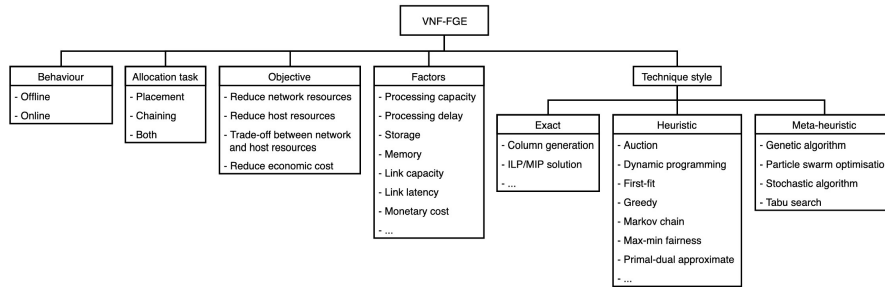 VNF-FGE
Behaviour
- Offline
- Online
Allocation task
- Placement
- Chaining
- Both
Objective
- Reduce network resources
- Reduce host resources
- Trade-off between network
and host resources
- Reduce economic cost
Factors
- Processing capacity
- Processing delay
- Storage
- Memory
- Link capacity
- Link latency
- Monetary cost
- ...
Technique style
Exact
- Column generation
- ILP/MIP solution
- ...
Heuristic
- Auction
- Dynamic programming
- First-fit
- Greedy
- Markov chain
- Max-min fairness
- Primal-dual approximate
- ...
Meta-heuristic
- Genetic algorithm
- Particle swarm optimisatio
- Stochastic algorithm
- Tabu search